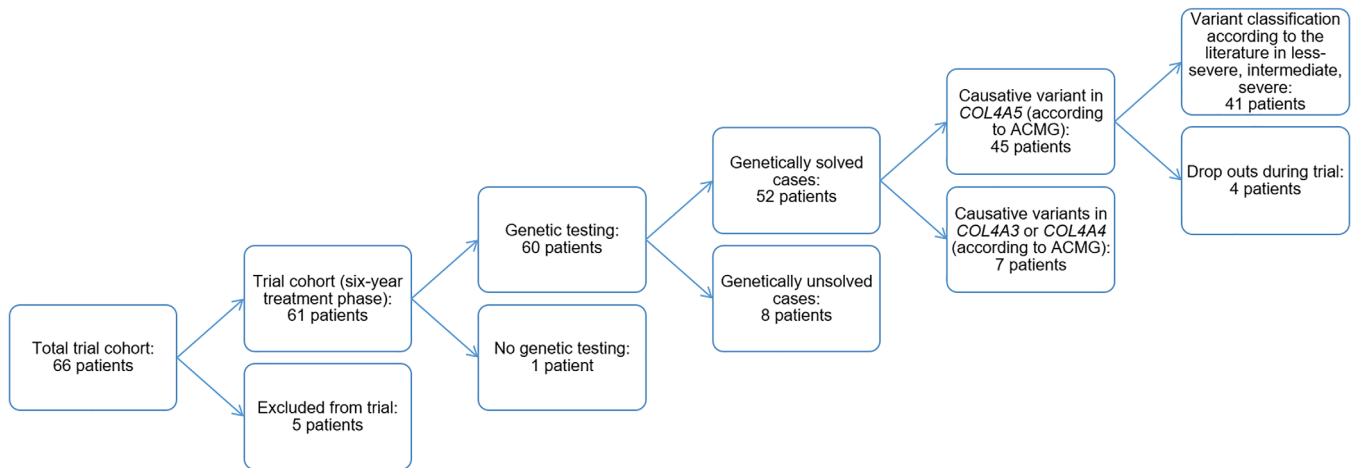 Total trial cohort:
66 patients
Trial cohort (six-year
treatment phase):
61 patients
Excluded from trial:
5 patients
Genetic testing:
60 patients
No genetic testing:
1 patient
Genetically solved
cases:
52 patients
Genetically unsolved
cases:
8 patients
Causative variant in
COL4A5 (according
to ACMG):
45 patients
Causative variants in
COL4A3 or COL4A4
(according to ACMG):
7 patients
Variant classification
according to the
literature in less-
severe, intermediate,
severe:
41 patients
Drop outs during trial:
4 patients